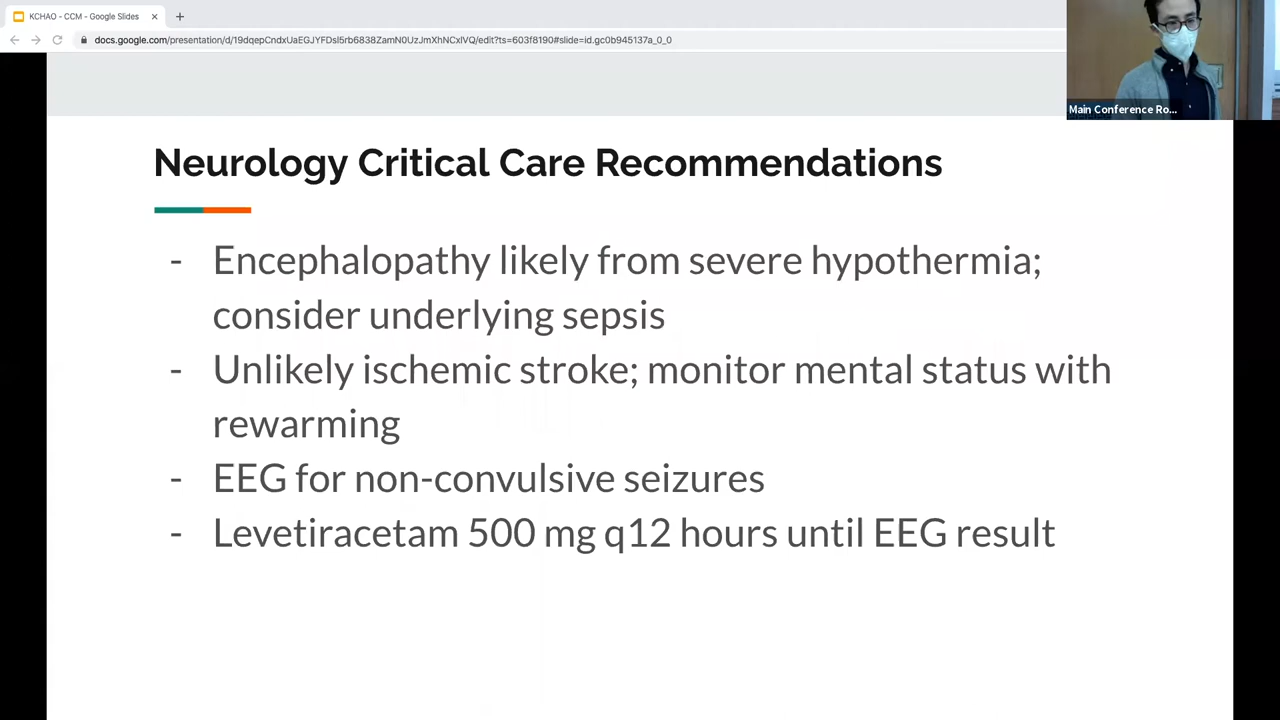 KCHAO - CCM - Google Slides
docs.google.com/presentation/d/19dqepCndxUaEGJYFDsl5rb6838ZamN0UzJmXhNCxlVQ/edit?ts=603f8190#slide=id.gc0b945137a_0_0
Main Conference Ro...
Neurology Critical Care Recommendations
- Encephalopathy likely from severe hypothermia;
consider underlying sepsis
- Unlikely ischemic stroke; monitor mental status with
rewarming
- EEG for non-convulsive seizures
- Levetiracetam 500 mg q12 hours until EEG result